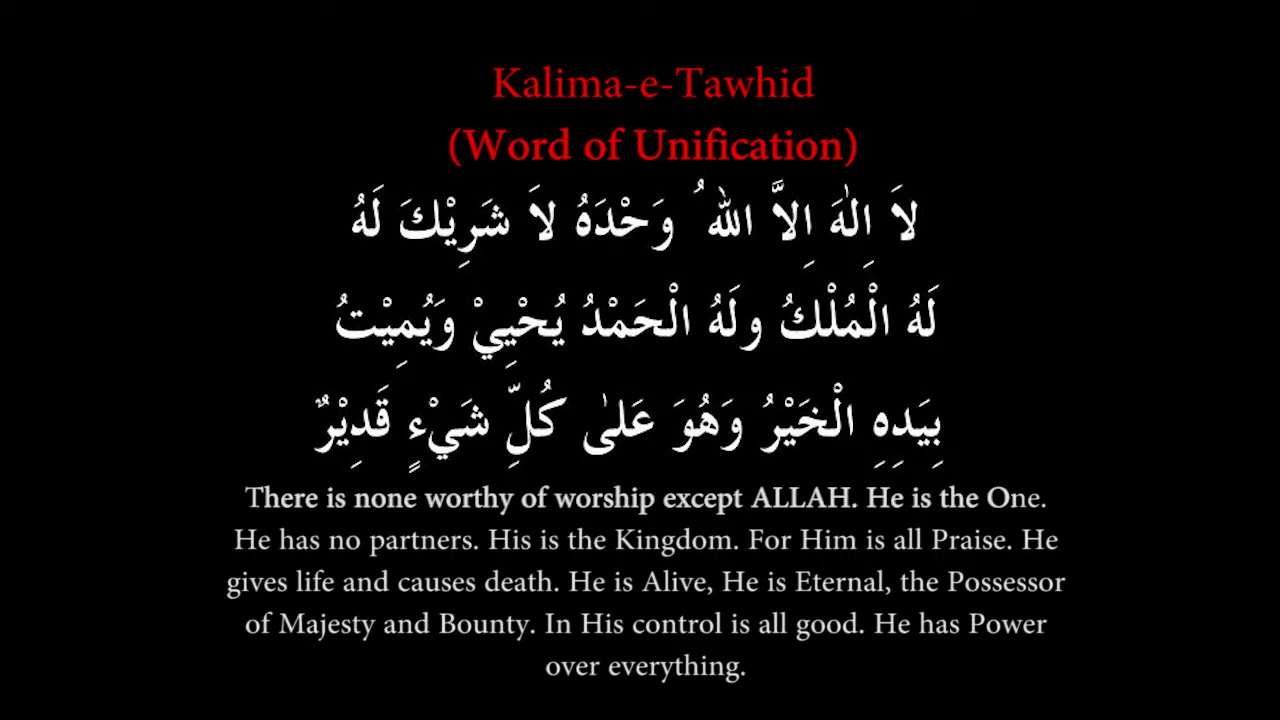 Kalima-e-Tawhid
(Word of Unification)
لاَ اِلٰهَ اِلاَّ اللهُ وَحْدَهُ لاَ شَرِيْكَ لَهُ
لَهُ الْمُلْكُ ولَهُ الْحَمْدُ يُحْيِيْ وَيُمِيْتُ
بِيَدِهِ الْخَيْرُ وَهُوَ عَلىٰ كُلِّ شَيْءٍ قَدِيْرٌ
There is none worthy of worship except ALLAH. He is the One.
He has no partners. His is the Kingdom. For Him is all Praise. He
gives life and causes death. He is Alive, He is Eternal, the Possessor
of Majesty and Bounty. In His control is all good. He has Power
over everything.